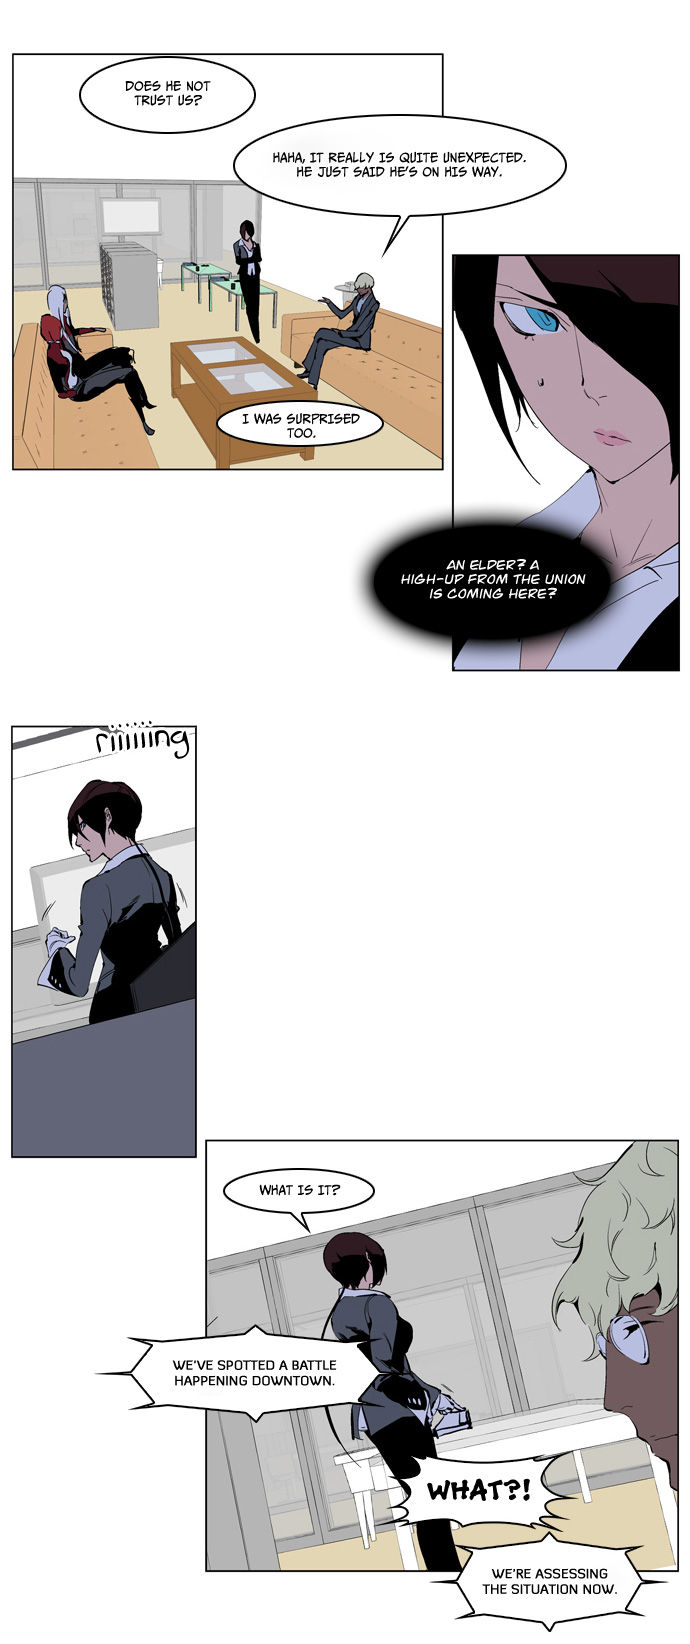 DOES HE NOT
TRUST US?
HAHA, IT REALLY IS QUITE UNEXPECTED.
HE JUST SAID HE'S ON HIS WAY.
I WAS SURPRISED
TOO.
AN ELDER? A
HIGH-UP FROM THE UNION
IS COMING HERE?
riiiiiing
WHAT IS IT?
WE'VE SPOTTED A BATTLE
HAPPENING DOWNTOWN.
WHAT?!
WE'RE ASSESSING
THE SITUATION NOW.